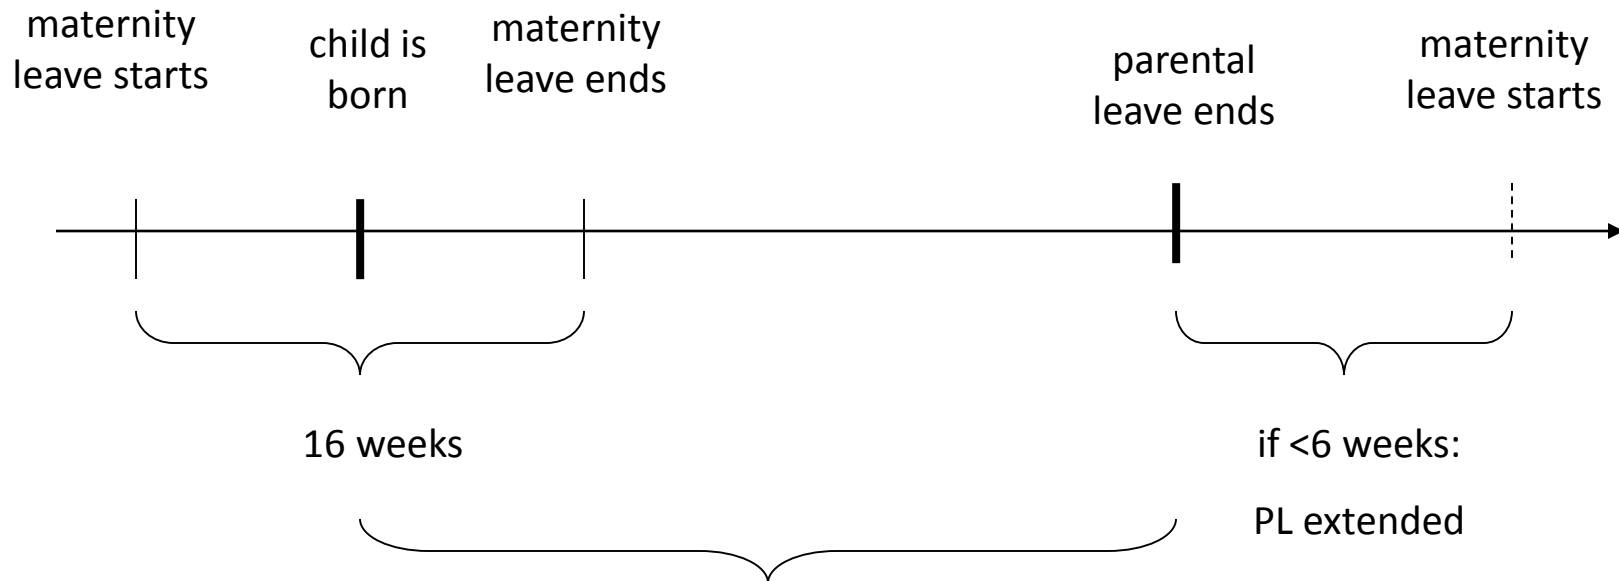 maternity
leave starts
child is
born
maternity
leave ends
parental
leave ends
maternity
leave starts
16 weeks
if <6 weeks:
PL extended